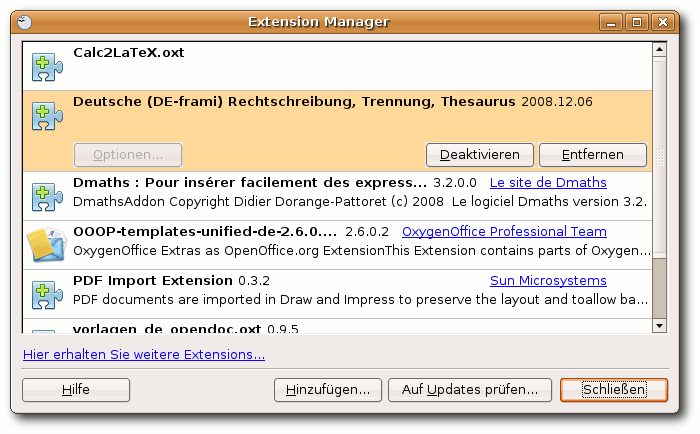 Extension Manager
Calc2LaTeX.oxt
Deutsche (DE-frami) Rechtschreibung, Trennung, Thesaurus 2008.12.06
Optionen... Deaktivieren Entfernen
Dmaths : Pour insérer facilement des express... 3.2.0.0 Le site de Dmaths
DmathsAddon Copyright Didier Dorange-Pattoret (c) 2008 Le logiciel Dmaths version 3.2.
OOOP-templates-unified-de-2.6.0.... 2.6.0.2 OxygenOffice Professional Team
OxygenOffice Extras as OpenOffice.org ExtensionThis Extension contains parts of Oxygen...
PDF Import Extension 0.3.2 Sun Microsystems
PDF documents are imported in Draw and Impress to preserve the layout and toallow ba...
vorlagen_de_opendoc.oxt 0.9.5
Hier erhalten Sie weitere Extensions...
Hilfe Hinzufügen... Auf Updates prüfen... Schließen